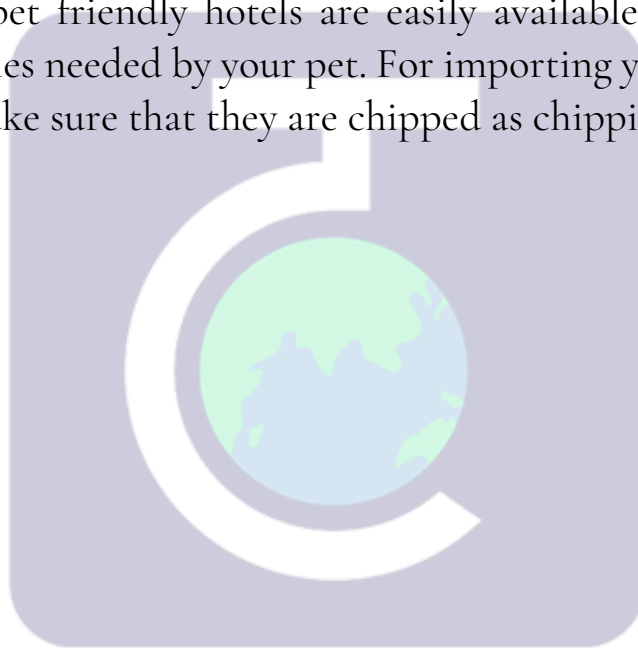 pet friendly hotels are easily available
needed by your pet. For importing
sure that they are chipped as